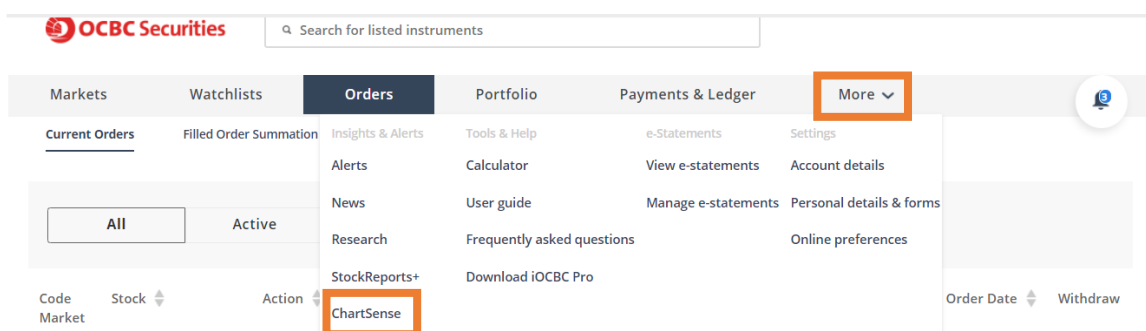 OCBC Securities
Search for listed instruments
Markets Watchlists Orders Portfolio Payments & Ledger More
3
Current Orders Filled Order Summation Insights & Alerts Tools & Help e-Statements Settings
Alerts Calculator View e-statements Account details
News User guide Manage e-statements Personal details & forms
All Active Research Frequently asked questions Online preferences
StockReports+ Download iOCBC Pro
Code Stock Action ChartSense Order Date Withdraw
Market